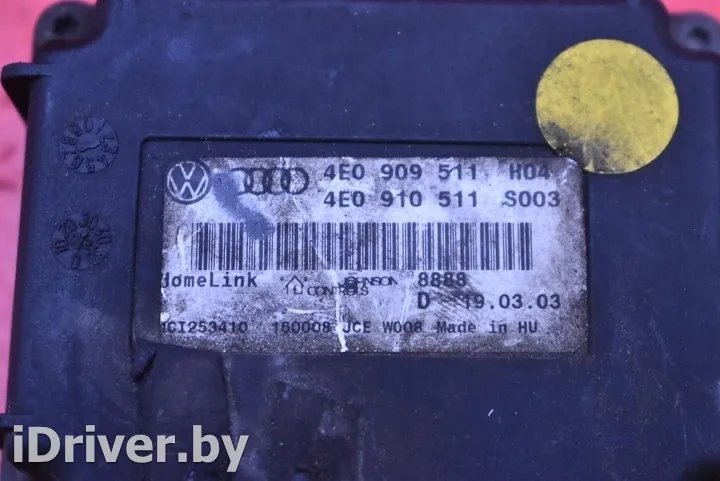 4E0 909 511 H04
4E0 910 511 S003
HomeLink JOHNSON CONTROLS 8888
D 19.03.03
160008 JCE W008 Made in HU
iDriver.by